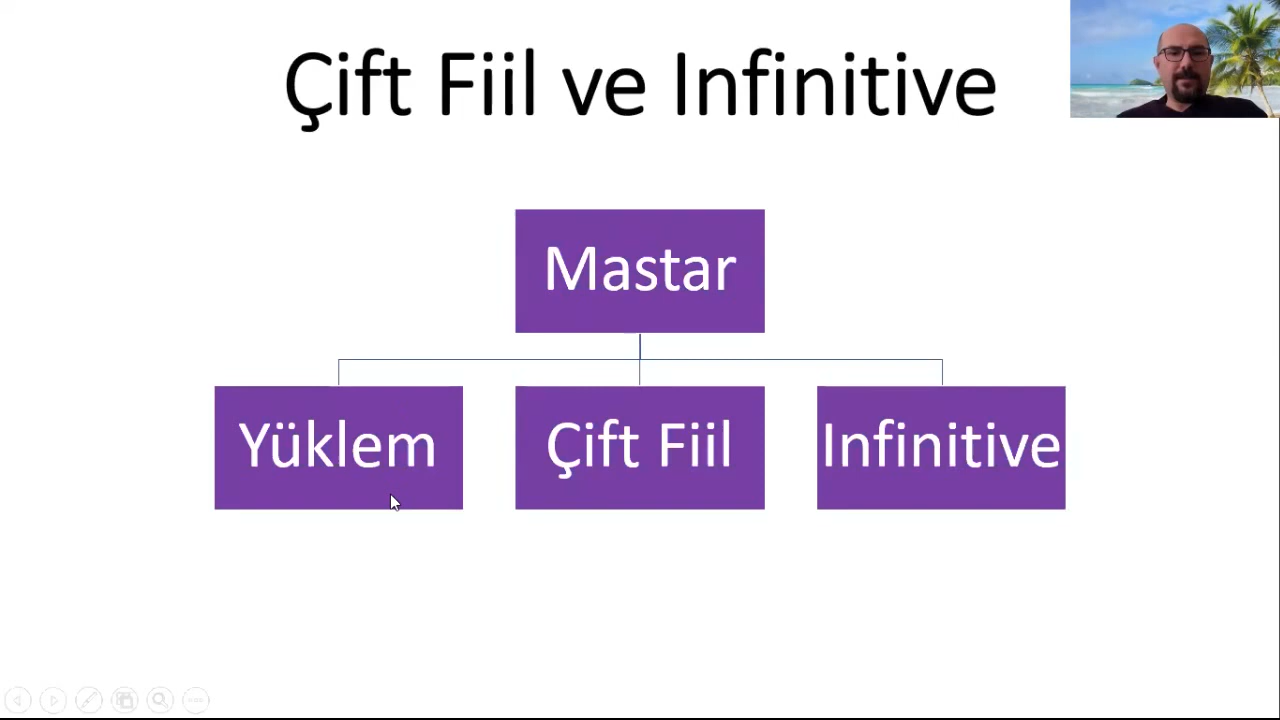 Çift Fiil ve Infinitive
Mastar
Yüklem
Çift Fiil
Infinitive